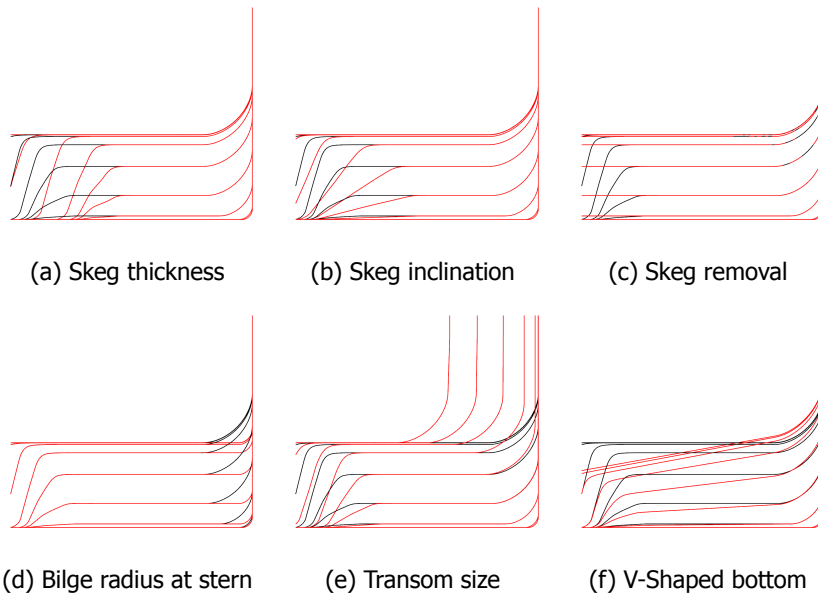 (a) Skeg thickness
(b) Skeg inclination
(c) Skeg removal
(d) Bilge radius at stern
(e) Transom size
(f) V-Shaped bottom